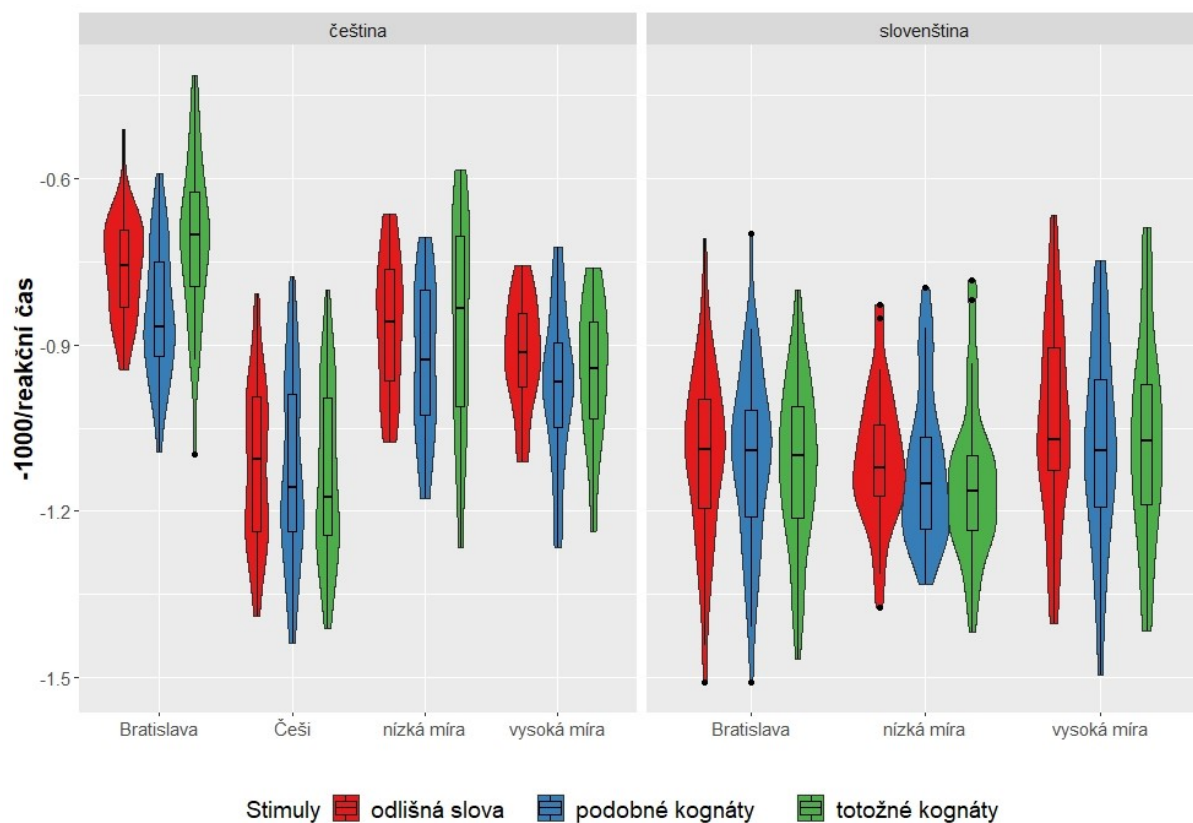 čeština slovenština
-0.6
-0.9
-1.2
-1.5
-1000/reakční čas
Bratislava Češi nízká míra vysoká míra Bratislava nízká míra vysoká míra
Stimuly odlišná slova podobné kognáty totožné kognáty